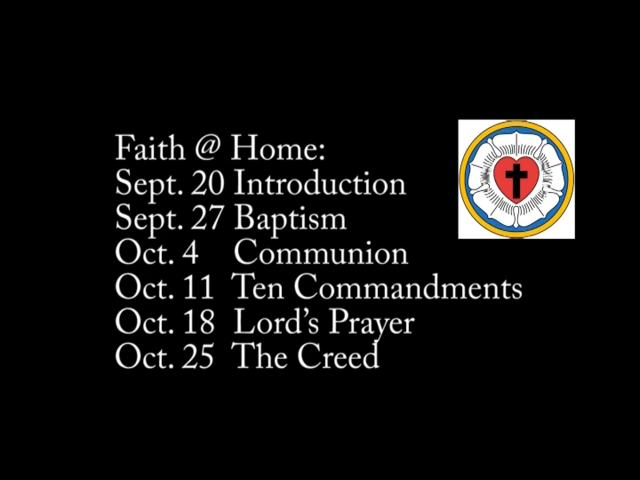 Faith @ Home:
Sept. 20 Introduction
Sept. 27 Baptism
Oct. 4 Communion
Oct. 11 Ten Commandments
Oct. 18 Lord's Prayer
Oct. 25 The Creed